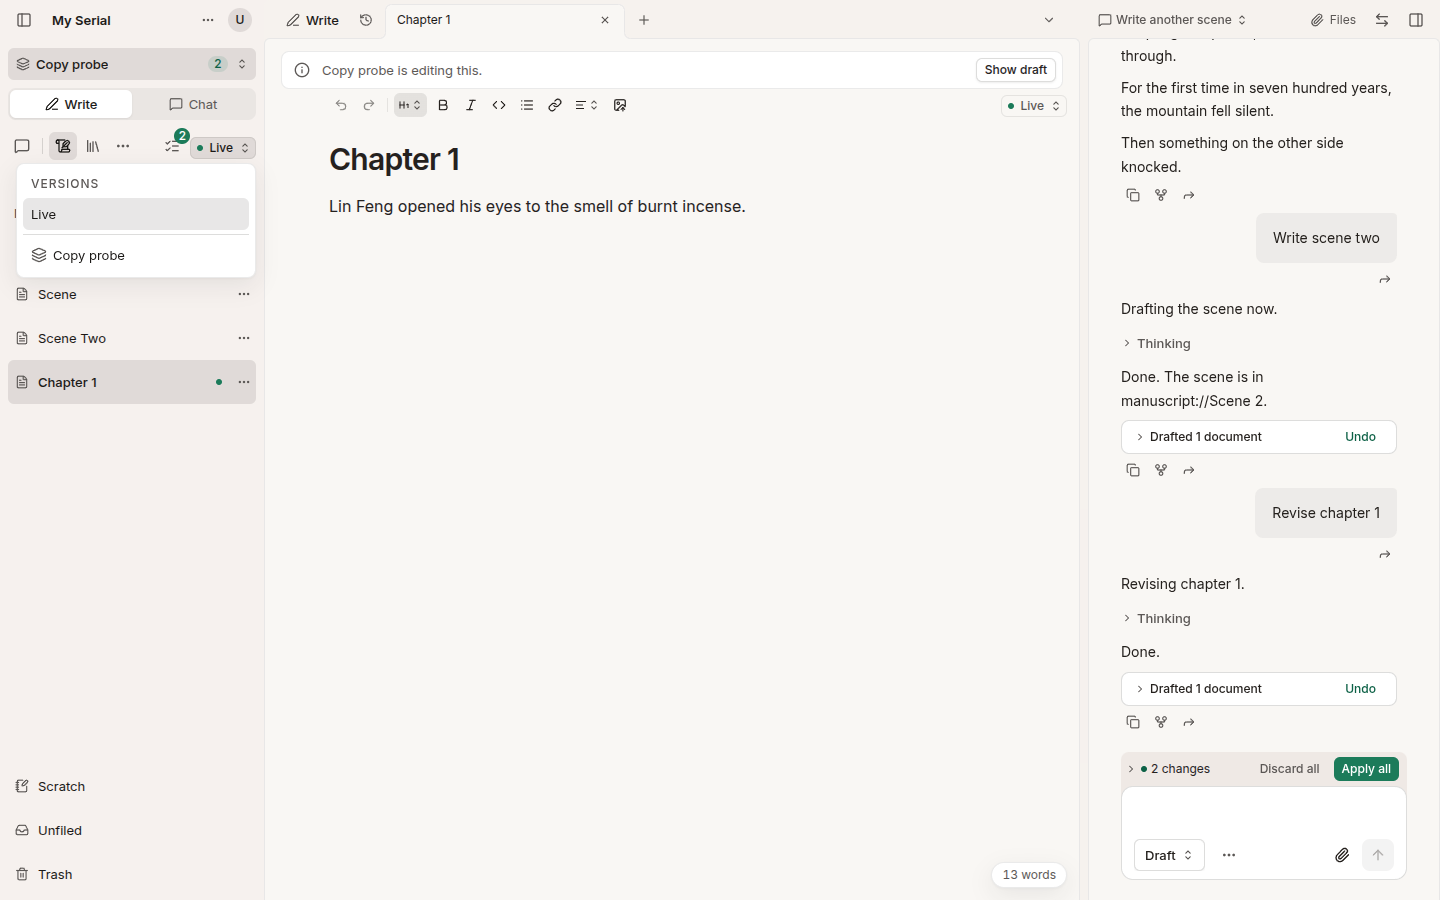 My Serial
U
Copy probe
2
Write
Chat
2
Live
VERSIONS
Live
Copy probe
Scene
Scene Two
Chapter 1
Scratch
Unfiled
Trash
Write
Chapter 1
Copy probe is editing this.
Show draft
H1
B
I
Live
Chapter 1
Lin Feng opened his eyes to the smell of burnt incense.
13 words
Write another scene
Files
through.
For the first time in seven hundred years,
the mountain fell silent.
Then something on the other side
knocked.
Write scene two
Drafting the scene now.
Thinking
Done. The scene is in
manuscript://Scene 2.
Drafted 1 document
Undo
Revise chapter 1
Revising chapter 1.
Thinking
Done.
Drafted 1 document
Undo
2 changes
Discard all
Apply all
Draft